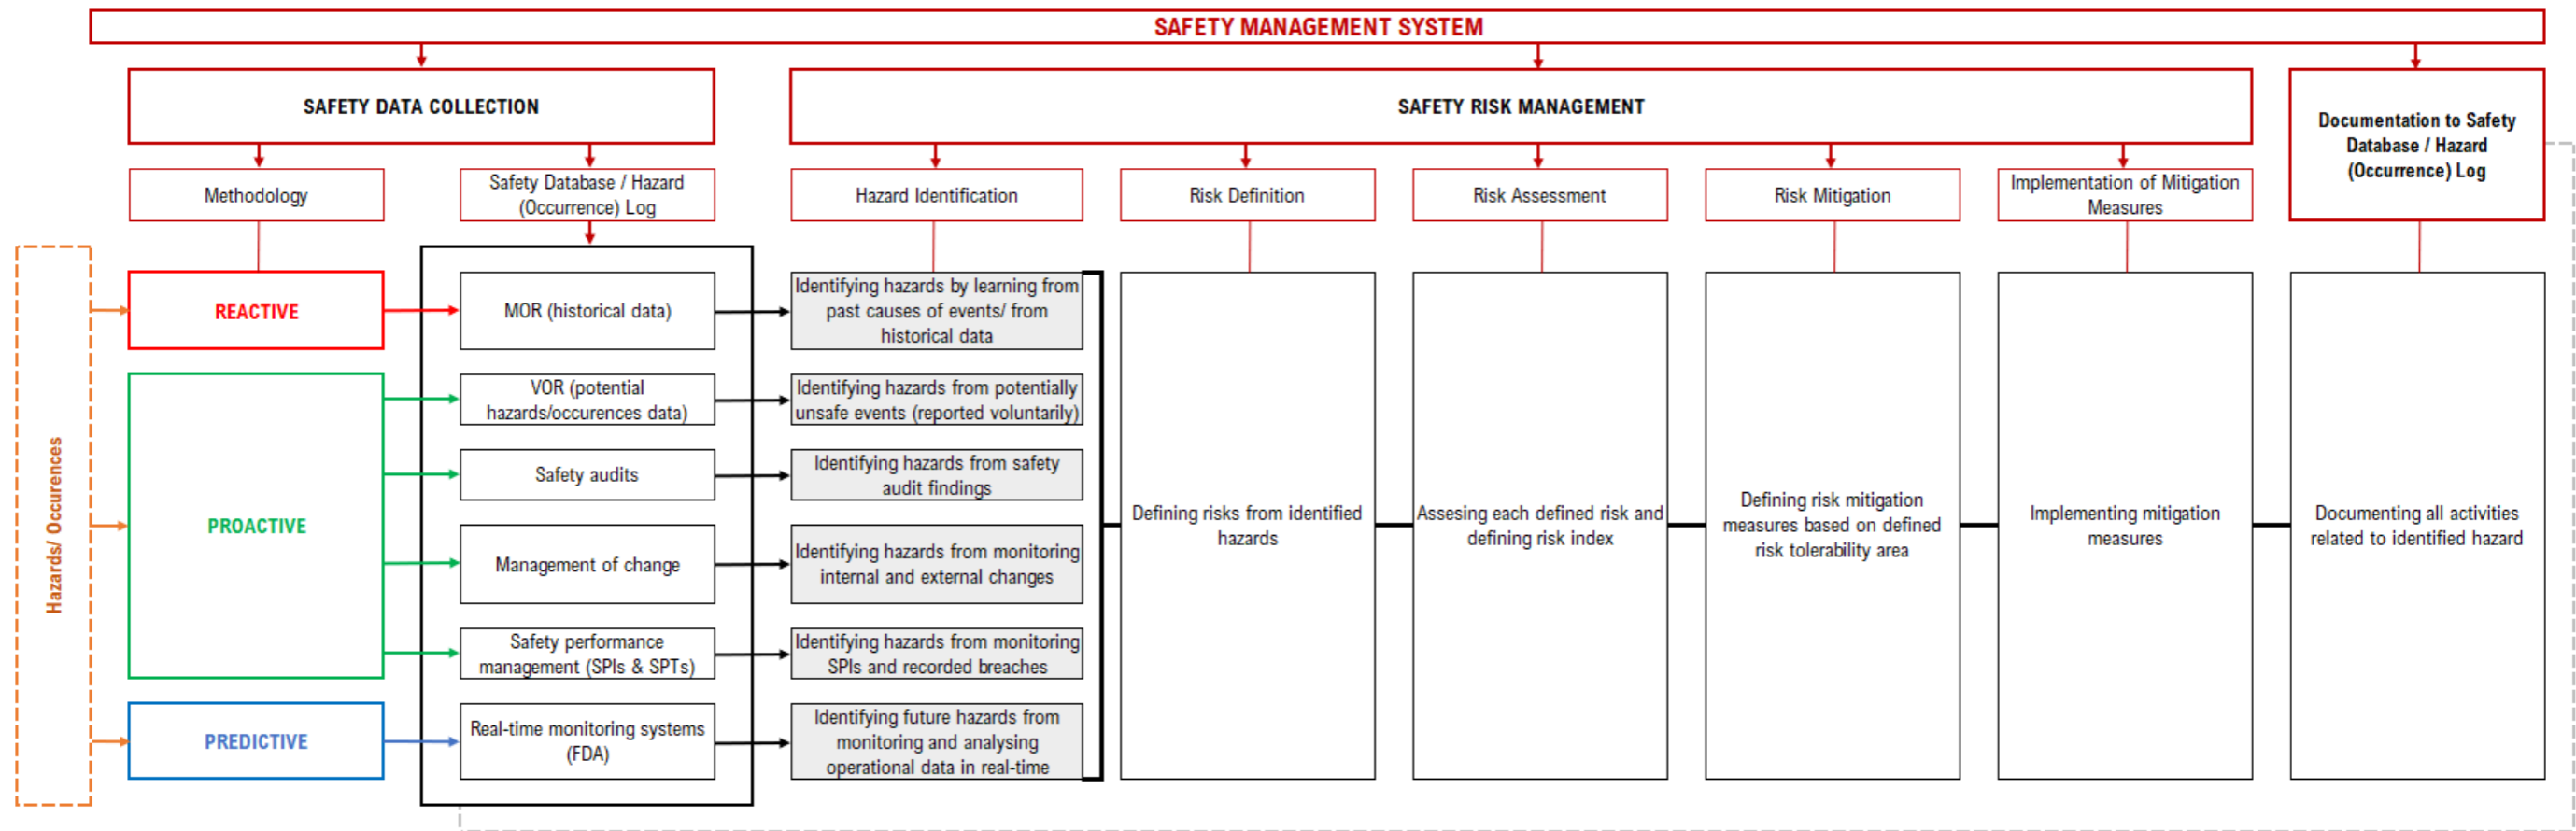 SAFETY MANAGEMENT SYSTEM
SAFETY DATA COLLECTION
SAFETY RISK MANAGEMENT
Documentation to Safety
Database / Hazard
(Occurrence) Log
Methodology
Safety Database / Hazard
(Occurrence) Log
Hazard Identification
Risk Definition
Risk Assessment
Risk Mitigation
Implementation of Mitigation
Measures
Hazards/ Occurences
REACTIVE
MOR (historical data)
Identifying hazards by learning from
past causes of events/ from
historical data
PROACTIVE
VOR (potential
hazards/occurences data)
Identifying hazards from potentially
unsafe events (reported voluntarily)
Safety audits
Identifying hazards from safety
audit findings
Management of change
Identifying hazards from monitoring
internal and external changes
Safety performance
management (SPIs & SPTs)
Identifying hazards from monitoring
SPIs and recorded breaches
PREDICTIVE
Real-time monitoring systems
(FDA)
Identifying future hazards from
monitoring and analysing
operational data in real-time
Defining risks from identified
hazards
Assesing each defined risk and
defining risk index
Defining risk mitigation
measures based on defined
risk tolerability area
Implementing mitigation
measures
Documenting all activities
related to identified hazard